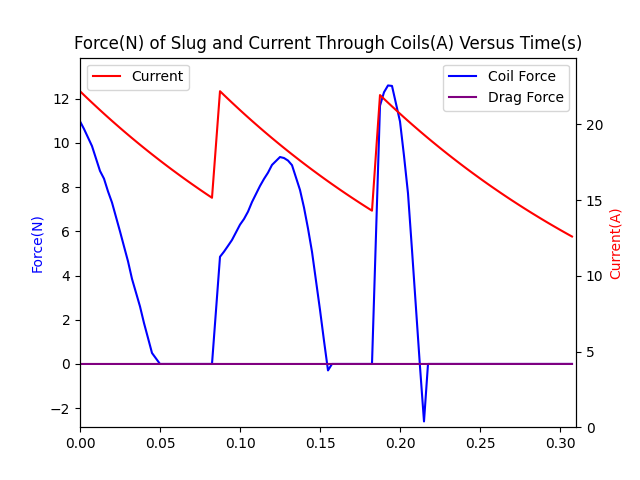 Force(N) of Slug and Current Through Coils(A) Versus Time(s)
Current
Coil Force
Drag Force
Force(N)
12
10
8
6
4
2
0
−2
Current(A)
20
15
10
5
0
0.00 0.05 0.10 0.15 0.20 0.25 0.30